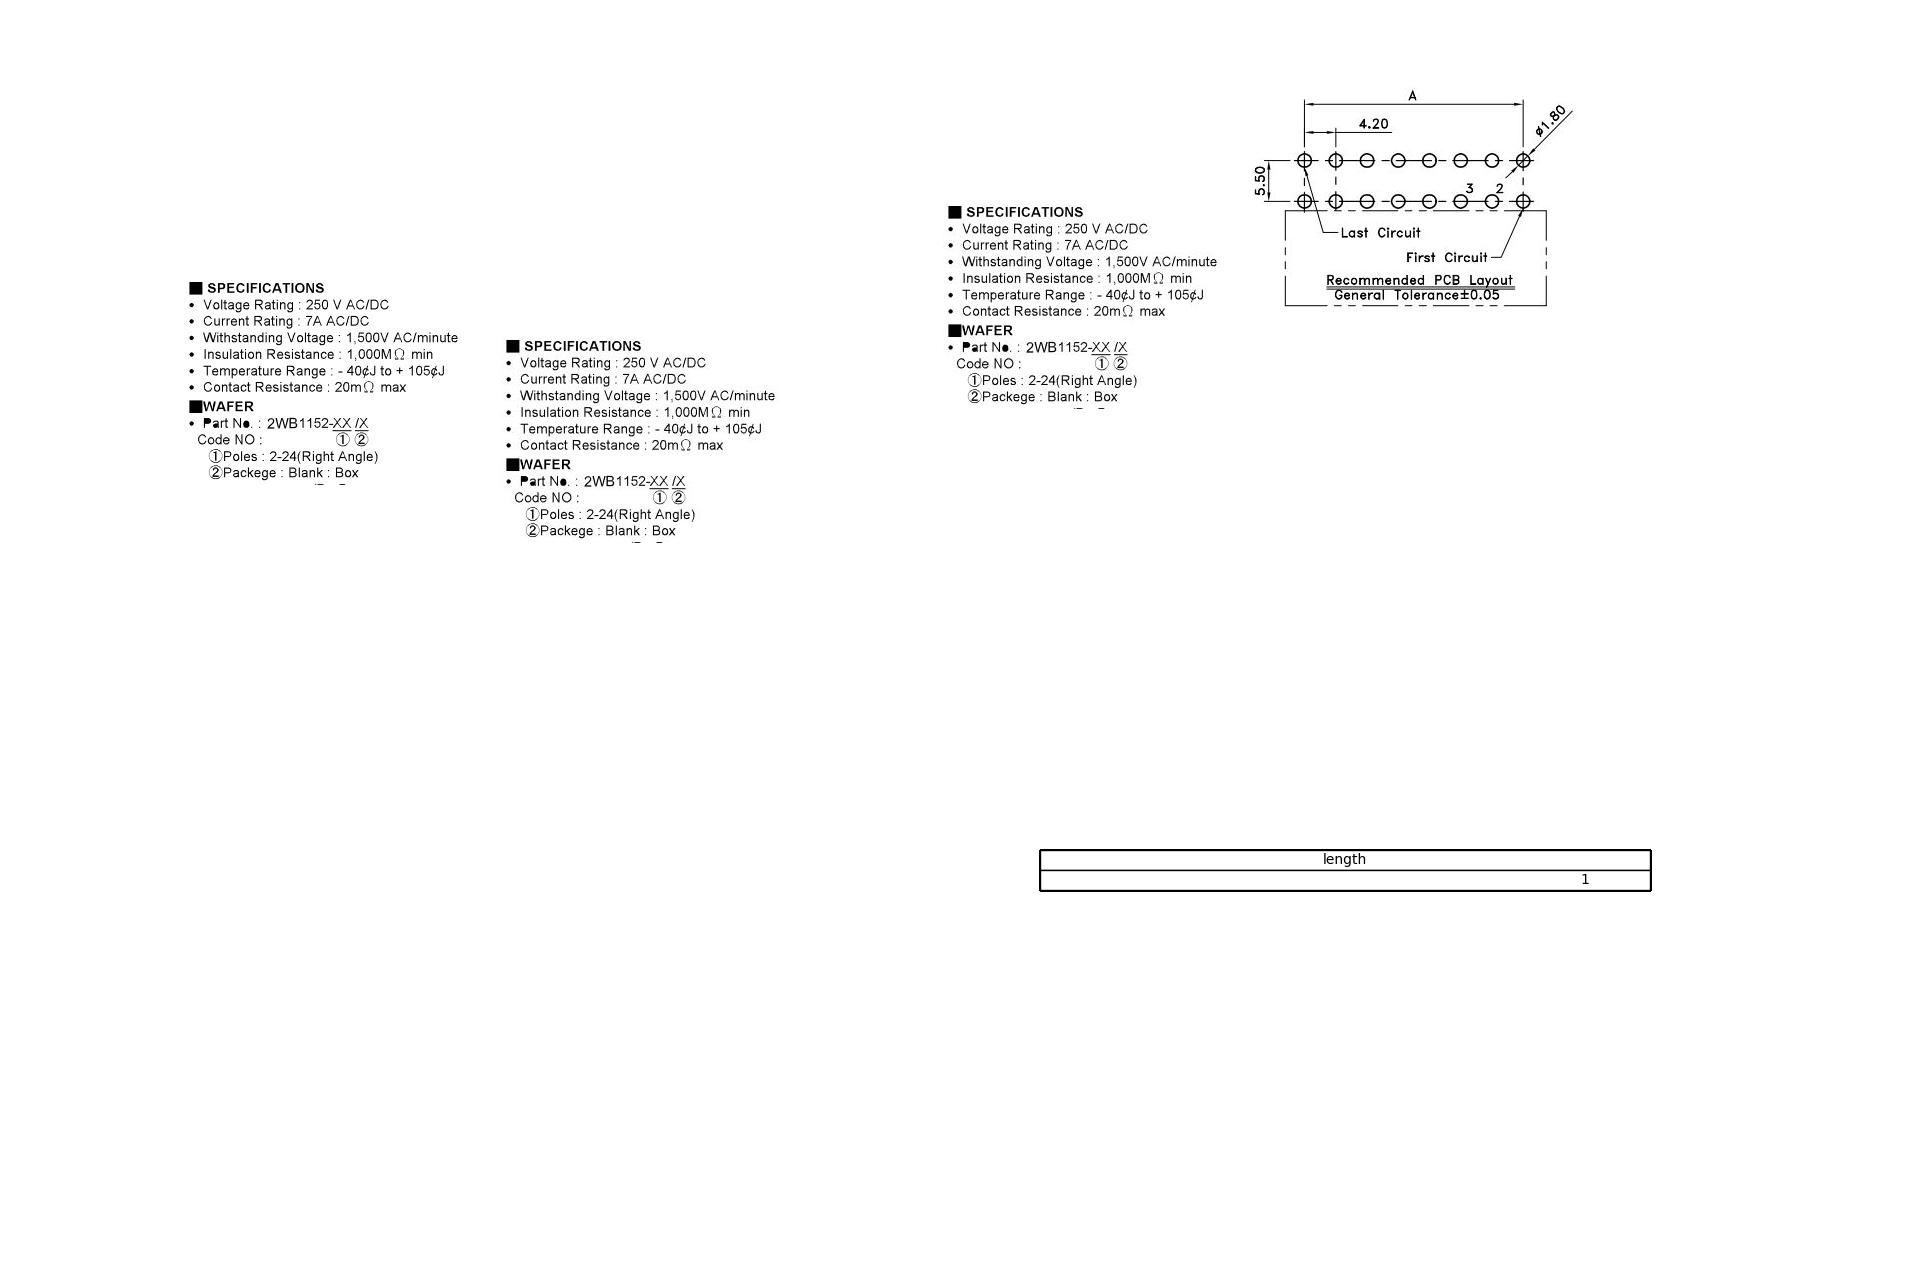 ■ SPECIFICATIONS
• Voltage Rating : 250 V AC/DC
• Current Rating : 7A AC/DC
• Withstanding Voltage : 1,500V AC/minute
• Insulation Resistance : 1,000MΩ min
• Temperature Range : - 40¢J to + 105¢J
• Contact Resistance : 20mΩ max
■WAFER
• Part No. : 2WB1152-XX /X
Code NO : ① ②
①Poles : 2-24(Right Angle)
②Packege : Blank : Box
■ SPECIFICATIONS
• Voltage Rating : 250 V AC/DC
• Current Rating : 7A AC/DC
• Withstanding Voltage : 1,500V AC/minute
• Insulation Resistance : 1,000MΩ min
• Temperature Range : - 40¢J to + 105¢J
• Contact Resistance : 20mΩ max
■WAFER
• Part No. : 2WB1152-XX /X
Code NO : ① ②
①Poles : 2-24(Right Angle)
②Packege : Blank : Box
■ SPECIFICATIONS
• Voltage Rating : 250 V AC/DC
• Current Rating : 7A AC/DC
• Withstanding Voltage : 1,500V AC/minute
• Insulation Resistance : 1,000MΩ min
• Temperature Range : - 40¢J to + 105¢J
• Contact Resistance : 20mΩ max
■WAFER
• Part No. : 2WB1152-XX /X
Code NO : ① ②
①Poles : 2-24(Right Angle)
②Packege : Blank : Box
A
4.20
ø1.80
5.50
3 2
Last Circuit
First Circuit
Recommended PCB Layout
General Tolerance±0.05
length
1